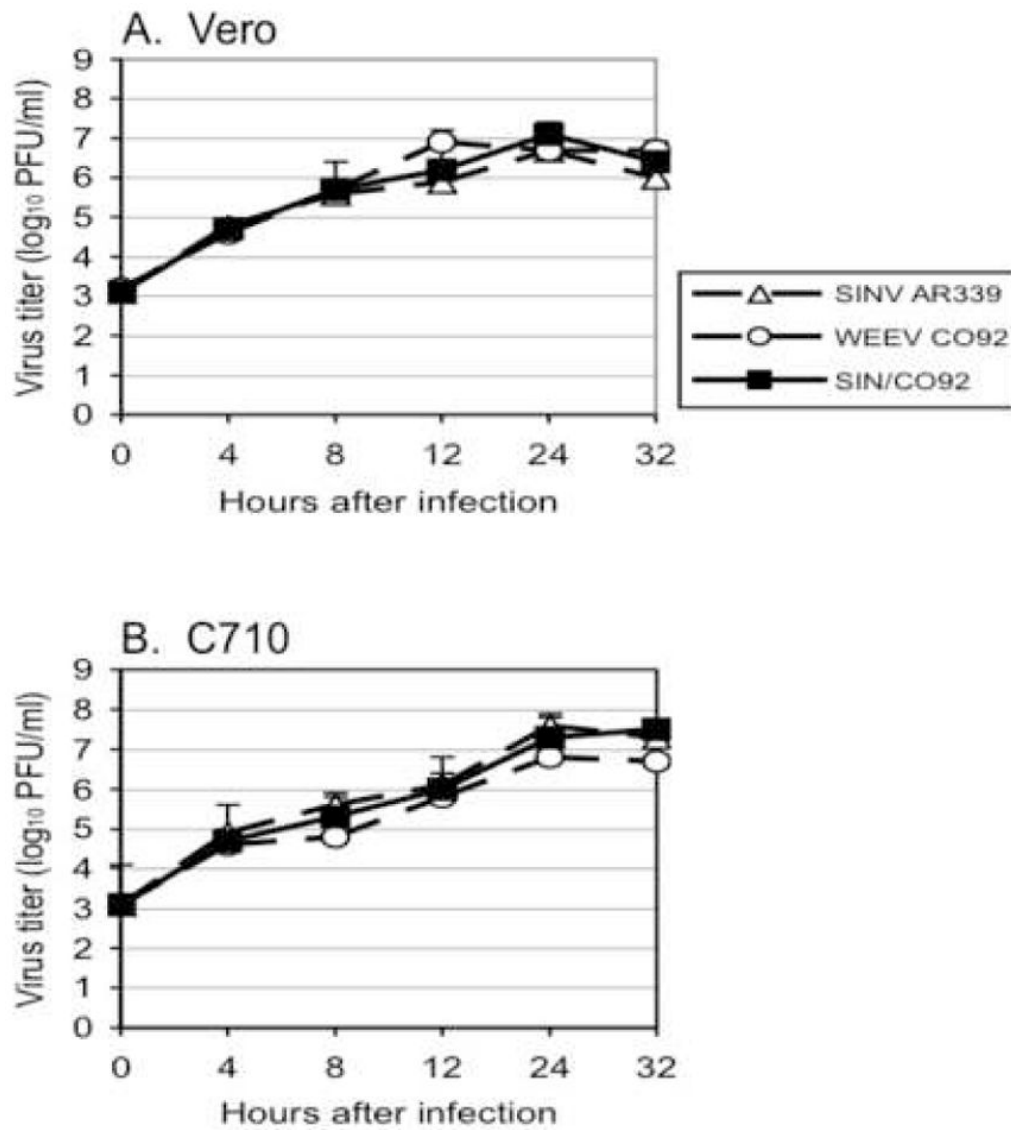 A. Vero
Virus titer (log₁₀ PFU/ml)
9
8
7
6
5
4
3
2
1
0
0 4 8 12 24 32
Hours after infection
SINV AR339
WEEV CO92
SIN/CO92
B. C710
Virus titer (log₁₀ PFU/ml)
9
8
7
6
5
4
3
2
1
0
0 4 8 12 24 32
Hours after infection